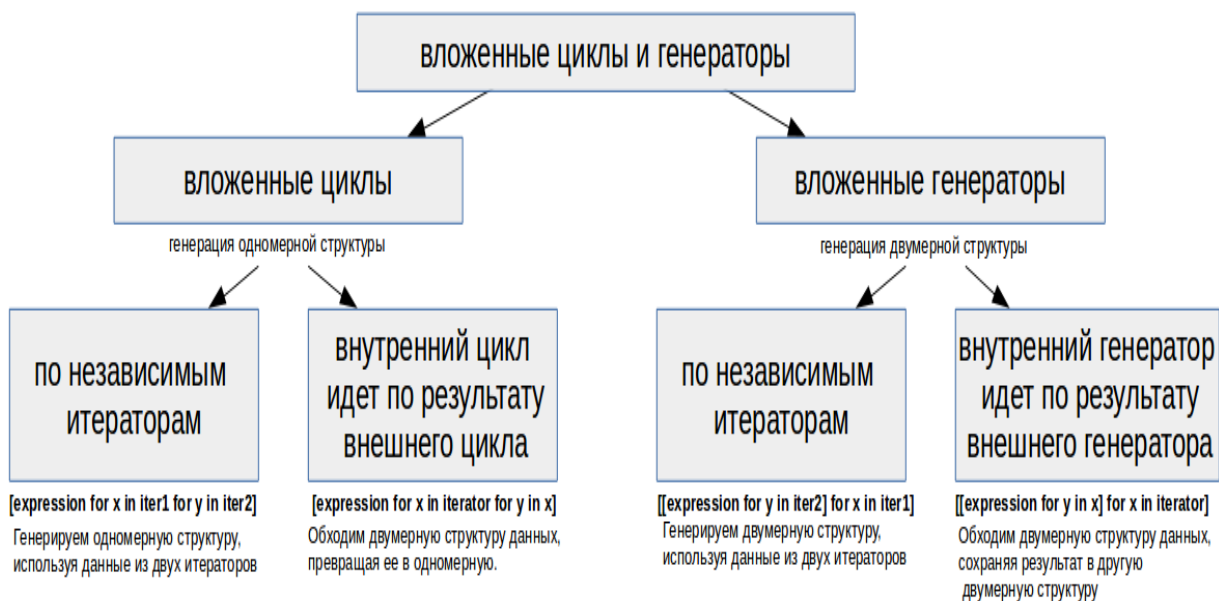 вложенные циклы и генераторы
вложенные циклы
вложенные генераторы
генерация одномерной структуры
генерация двумерной структуры
по независимым
итераторам
внутренний цикл
идет по результату
внешнего цикла
по независимым
итераторам
внутренний генератор
идет по результату
внешнего генератора
[expression for x in iter1 for y in iter2]
Генерируем одномерную структуру,
используя данные из двух итераторов
[expression for x in iterator for y in x]
Обходим двумерную структуру данных,
превращая ее в одномерную.
[[expression for y in iter2] for x in iter1]
Генерируем двумерную структуру,
используя данные из двух итераторов
[[expression for y in x] for x in iterator]
Обходим двумерную структуру данных,
сохраняя результат в другую
двумерную структуру